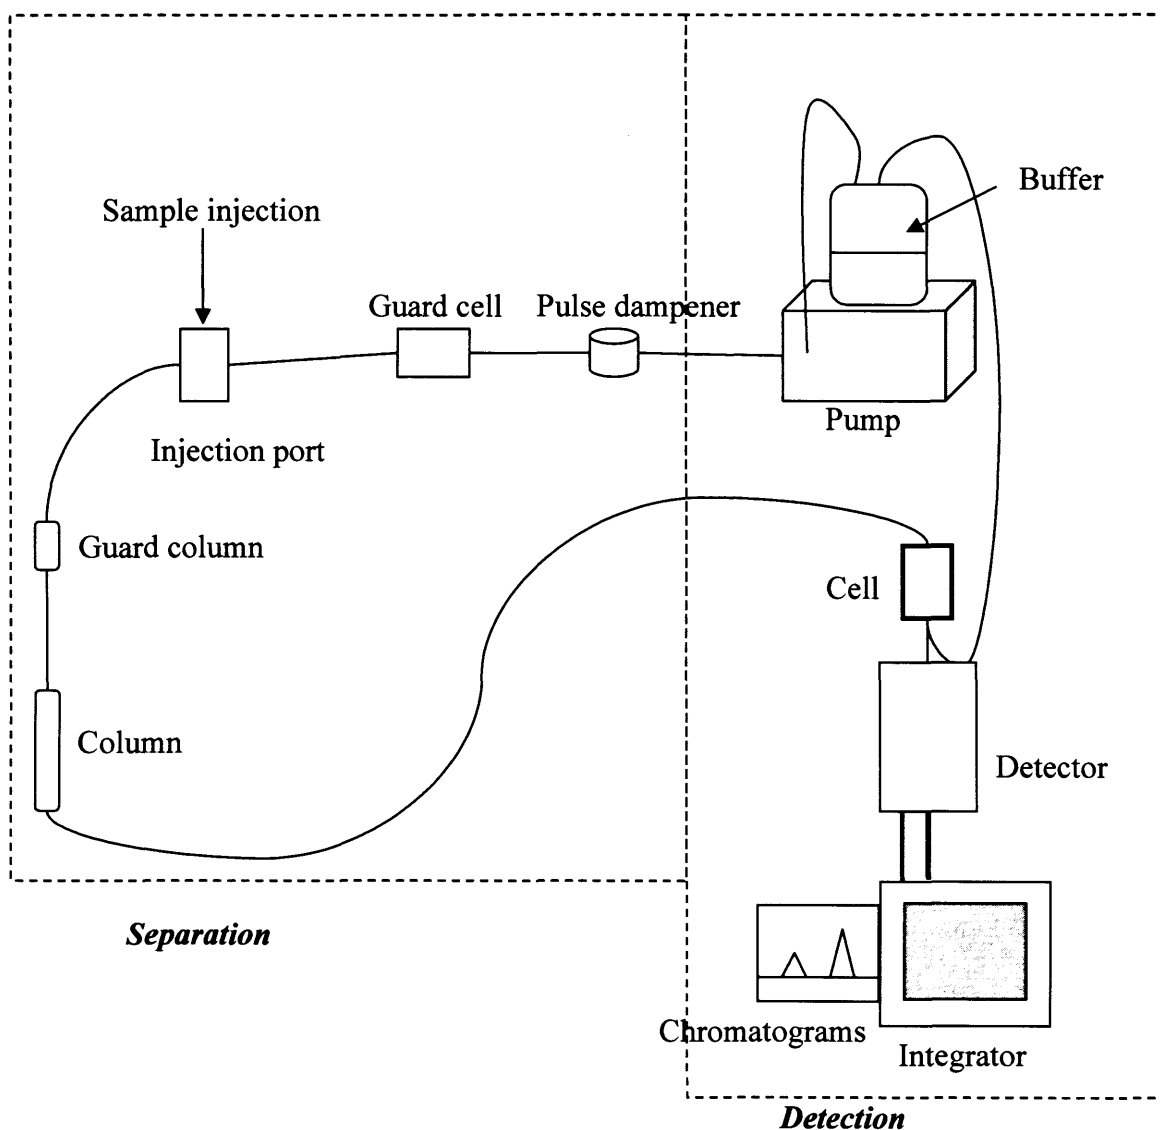 Buffer
Sample injection
Guard cell
Pulse dampener
Pump
Injection port
Guard column
Cell
Column
Detector
Separation
Chromatograms
Integrator
Detection